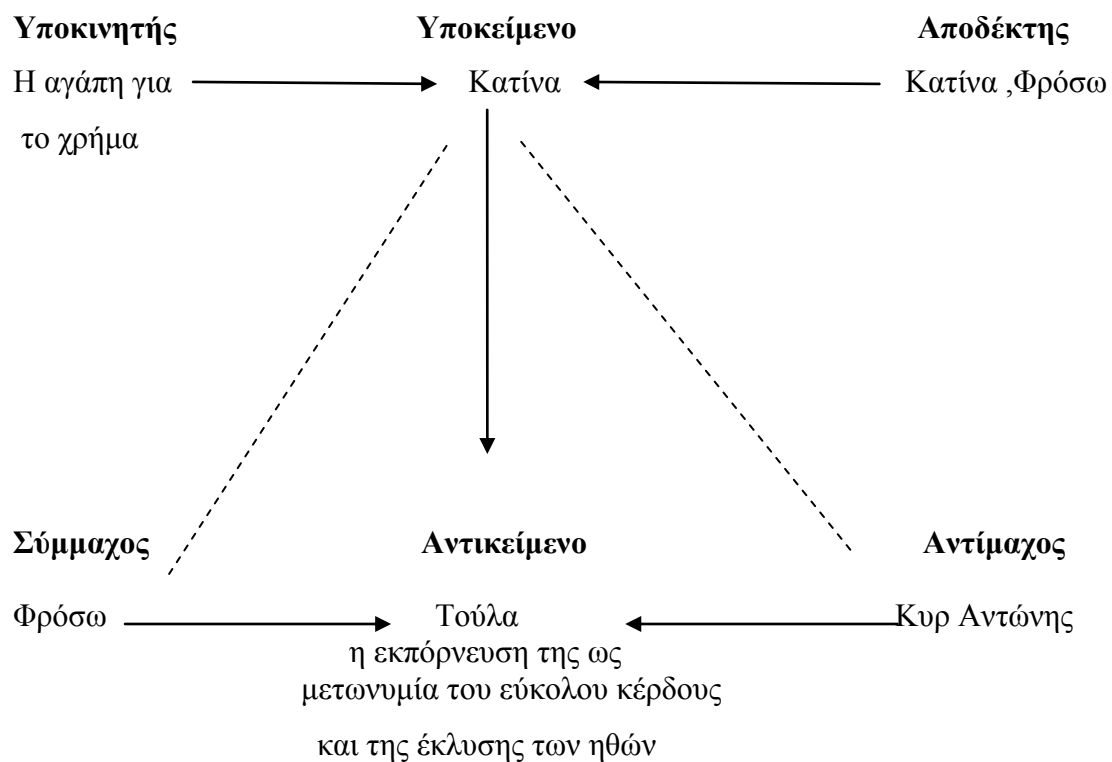 Υποκινητής Υποκείμενο Αποδέκτης
Η αγάπη για Κατίνα Κατίνα ,Φρόσω
το χρήμα
Σύμμαχος Αντικείμενο Αντίμαχος
Φρόσω Τούλα Κυρ Αντώνης
η εκπόρνευση της ως
μετωνυμία του εύκολου κέρδους
και της έκλυσης των ηθών